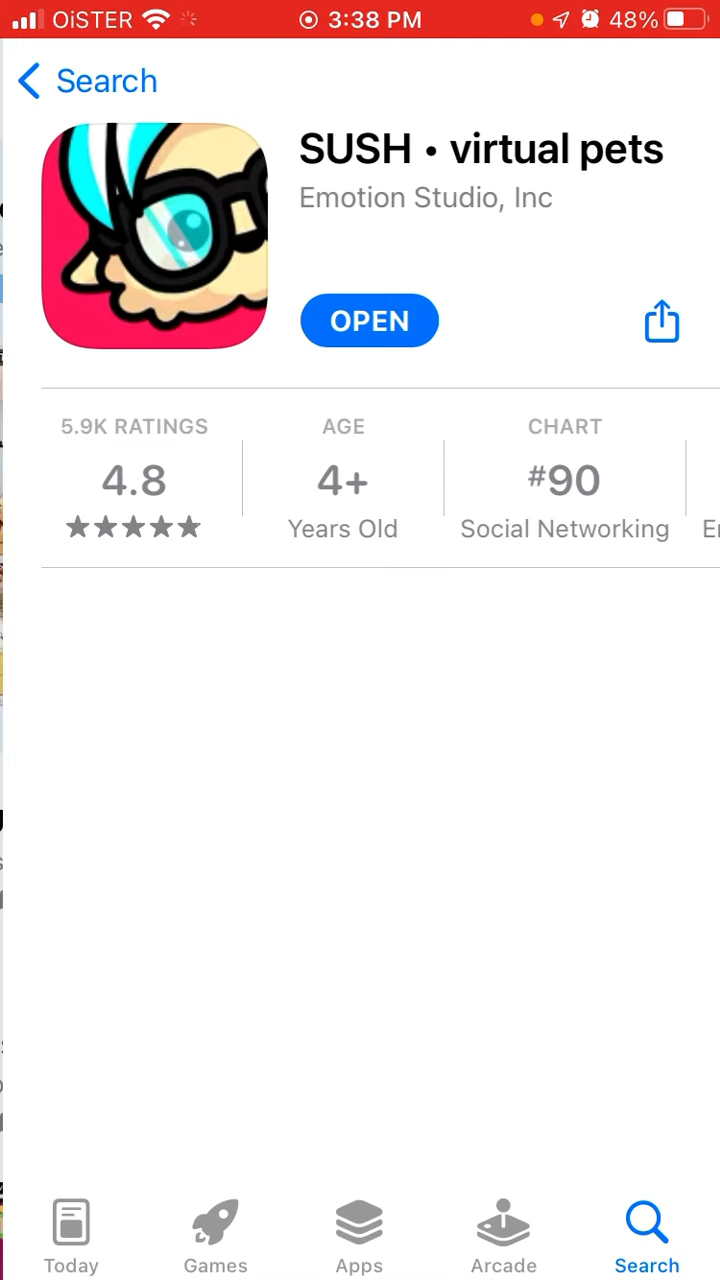 OiSTER 3:38 PM 48%
Search
SUSH • virtual pets
Emotion Studio, Inc
OPEN
5.9K RATINGS AGE CHART
4.8 4+ #90
★★★★★ Years Old Social Networking
Today Games Apps Arcade Search